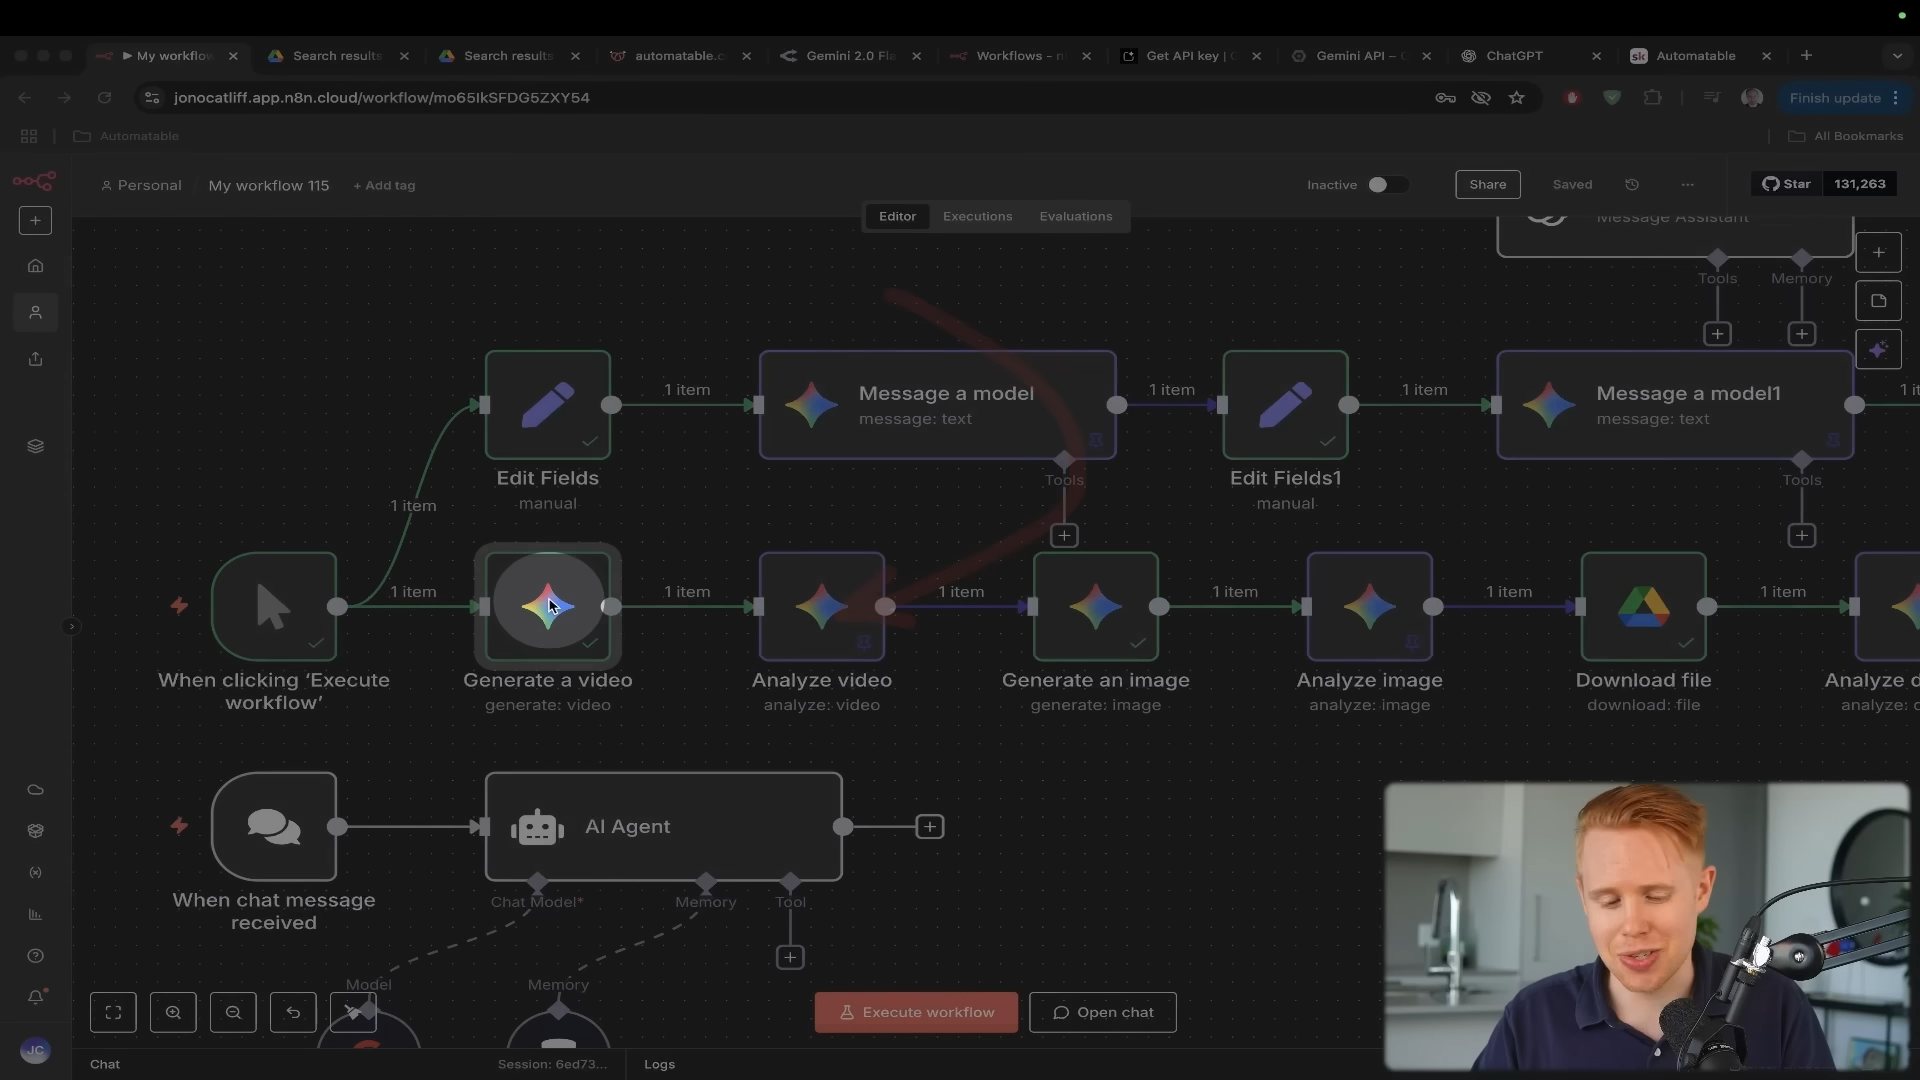 My workflow
Search results
Search results
automatable.c
Gemini 2.0 Fla
Workflows - n
Get API key |
Gemini API –
ChatGPT
sk
Automatable
jonocatliff.app.n8n.cloud/workflow/mo65IkSFDG5ZXY54
Finish update
Automatable
All Bookmarks
Personal / My workflow 115 + Add tag
Inactive
Share
Saved
Star 131,263
Editor Executions Evaluations
Message Assistant
Tools Memory
1 item
Message a model
message: text
1 item
1 item
Message a model1
message: text
Edit Fields
manual
Tools
Edit Fields1
manual
Tools
1 item
1 item
1 item
1 item
1 item
1 item
1 item
When clicking ‘Execute
workflow’
Generate a video
generate: video
Analyze video
analyze: video
Generate an image
generate: image
Analyze image
analyze: image
Download file
download: file
Analyze
analyze:
AI Agent
When chat message
received
Chat Model*
Memory
Tool
Model
Memory
Execute workflow
Open chat
JC
Chat
Session: 6ed73...
Logs